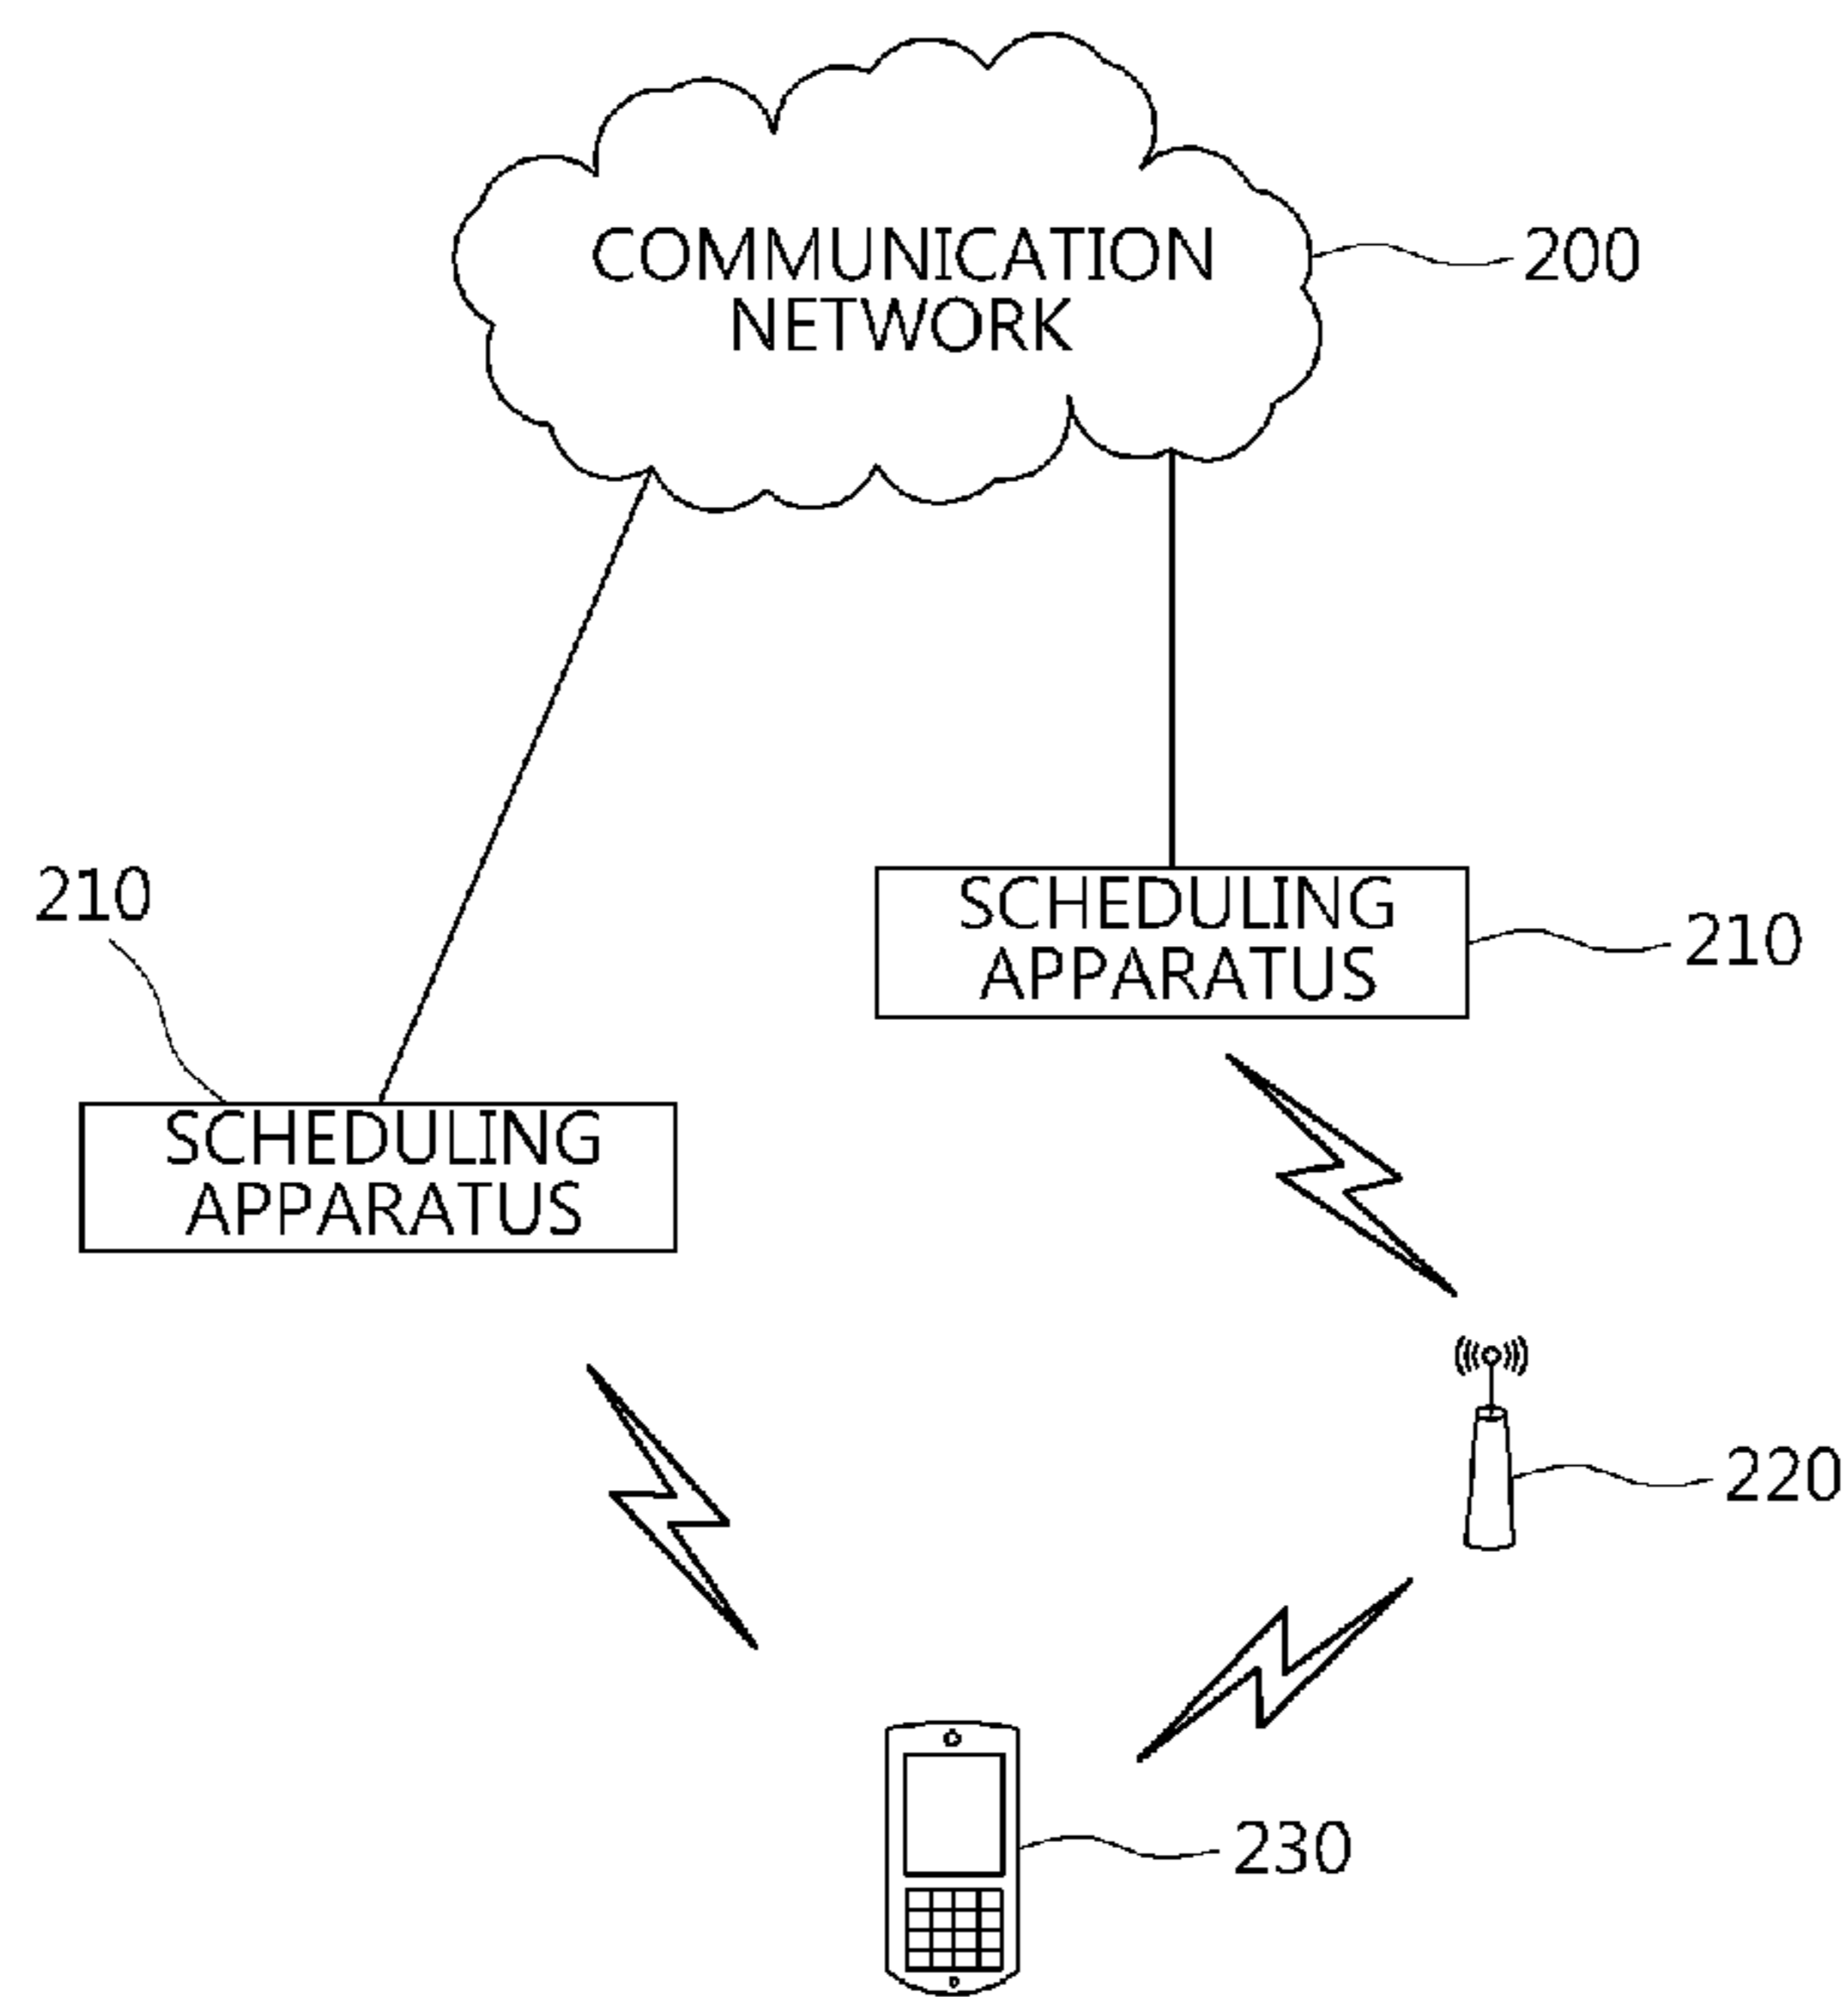 COMMUNICATION
NETWORK
200
210
SCHEDULING
APPARATUS
210
SCHEDULING
APPARATUS
220
230